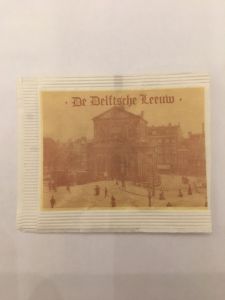 · De Delftsche Leeuw ·